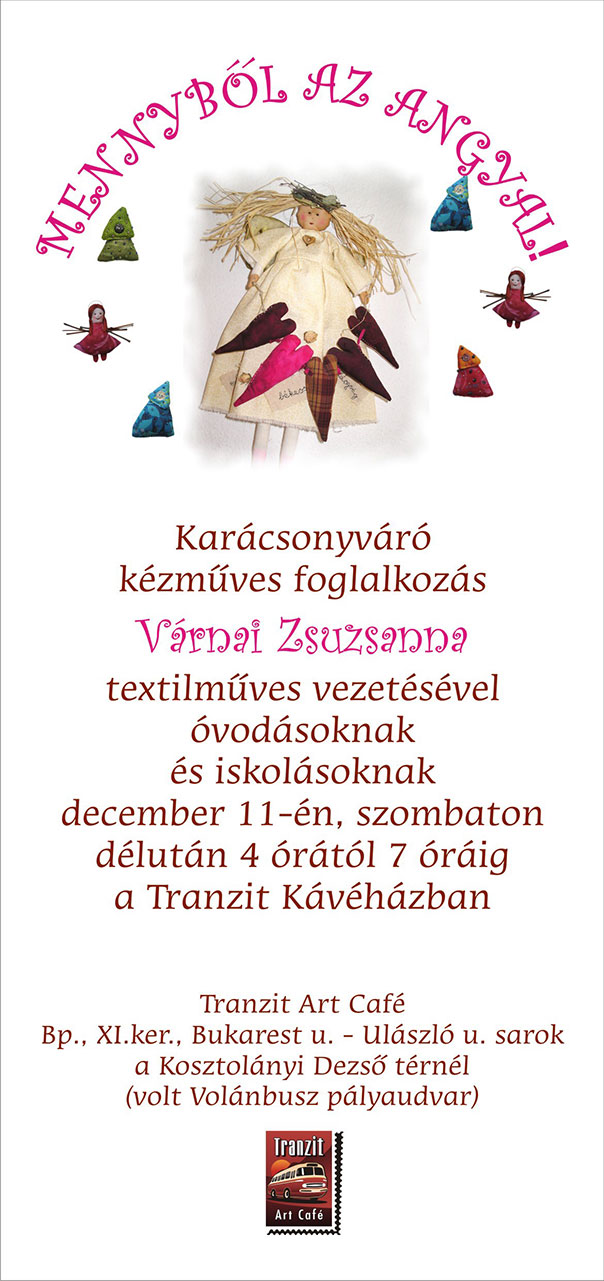 MENNYBŐL AZ ANGYAL!
Karácsonyváró
kézműves foglalkozás
Várnai Zsuzsanna
textilműves vezetésével
óvodásoknak
és iskolásoknak
december 11-én, szombaton
délután 4 órától 7 óráig
a Tranzit Kávéházban
Tranzit Art Café
Bp., XI.ker., Bukarest u. - Ulászló u. sarok
a Kosztolányi Dezső térnél
(volt Volánbusz pályaudvar)
Tranzit
Art Café